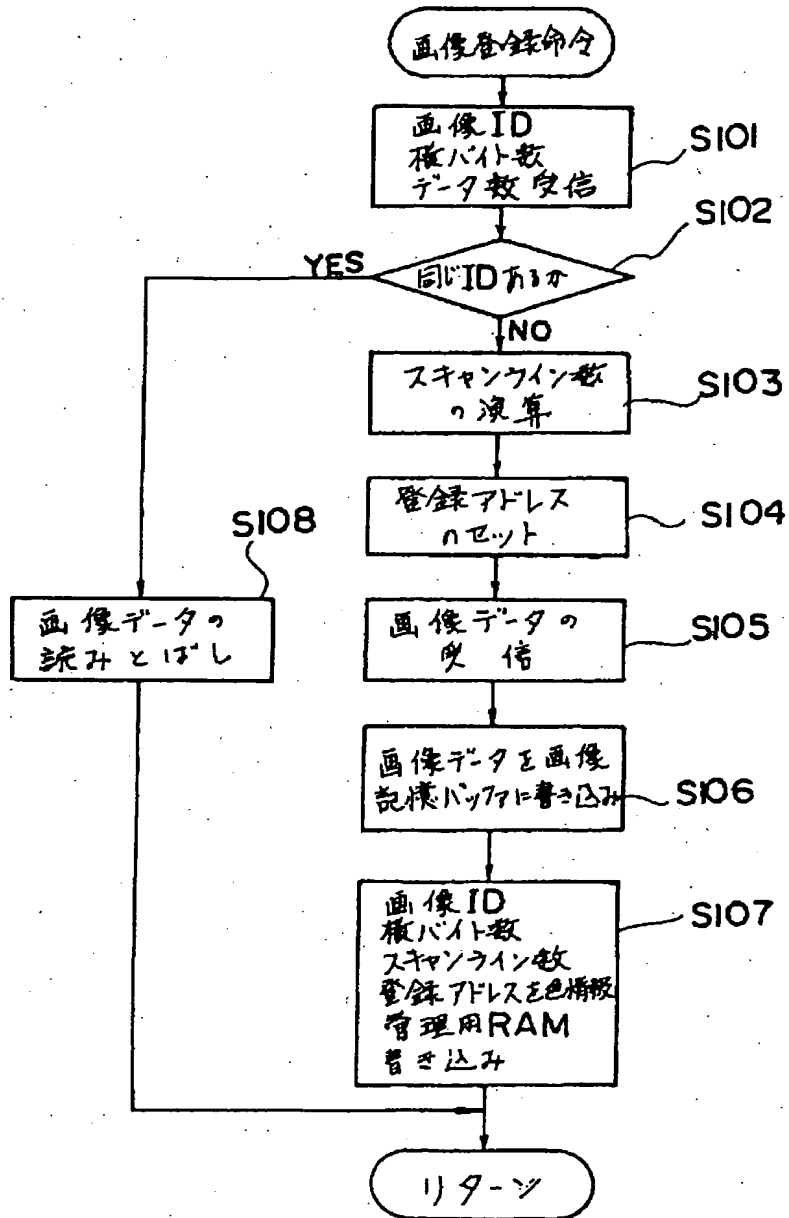 画像登録命令
画像ID
横バイト数
データ数受信
S101
S102
同じIDあるか
YES
NO
スキャンライン数
の演算
S103
登録アドレス
のセット
S104
S108
画像データの
読みとばし
画像データの
受信
S105
画像データを画像
記憶バッファに書き込み
S106
画像ID
横バイト数
スキャンライン数
登録アドレスを色情報
管理用RAM
書き込み
S107
リターン